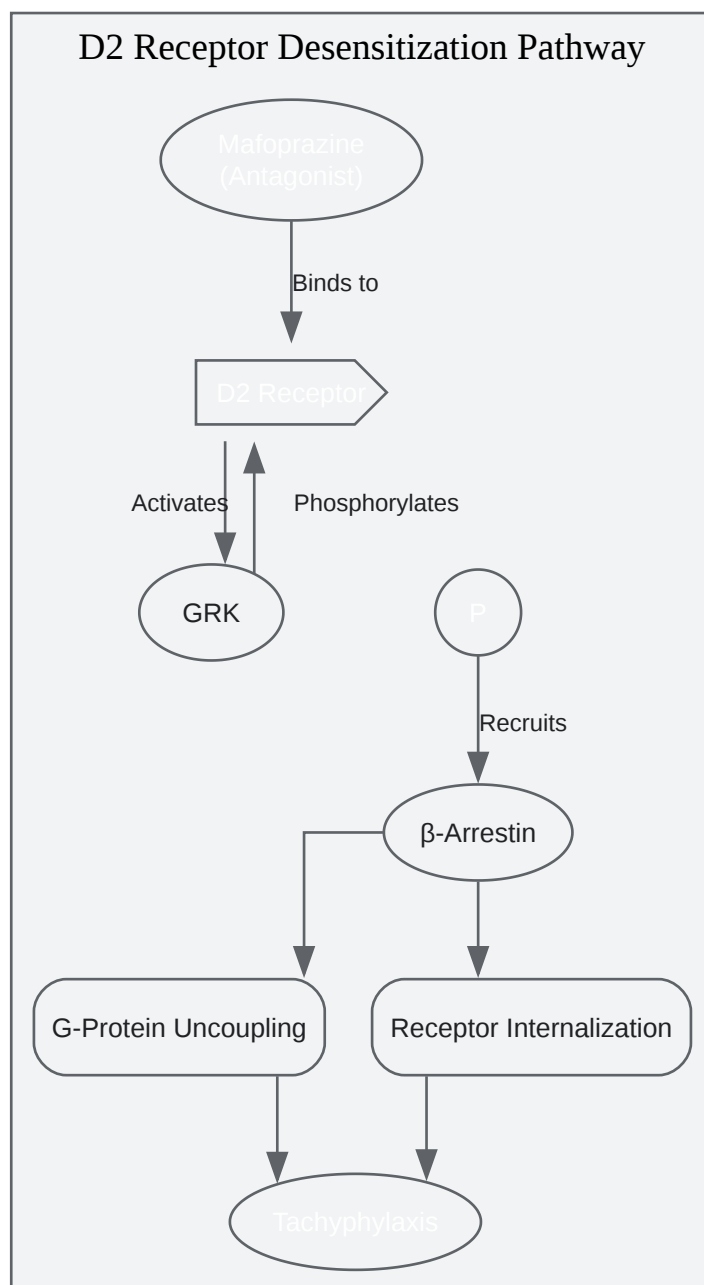 D2 Receptor Desensitization Pathway
Mafoprazine
(Antagonist)
Binds to
D2 Receptor
Activates
Phosphorylates
GRK
P
Recruits
β-Arrestin
G-Protein Uncoupling
Receptor Internalization
Tachyphylaxis